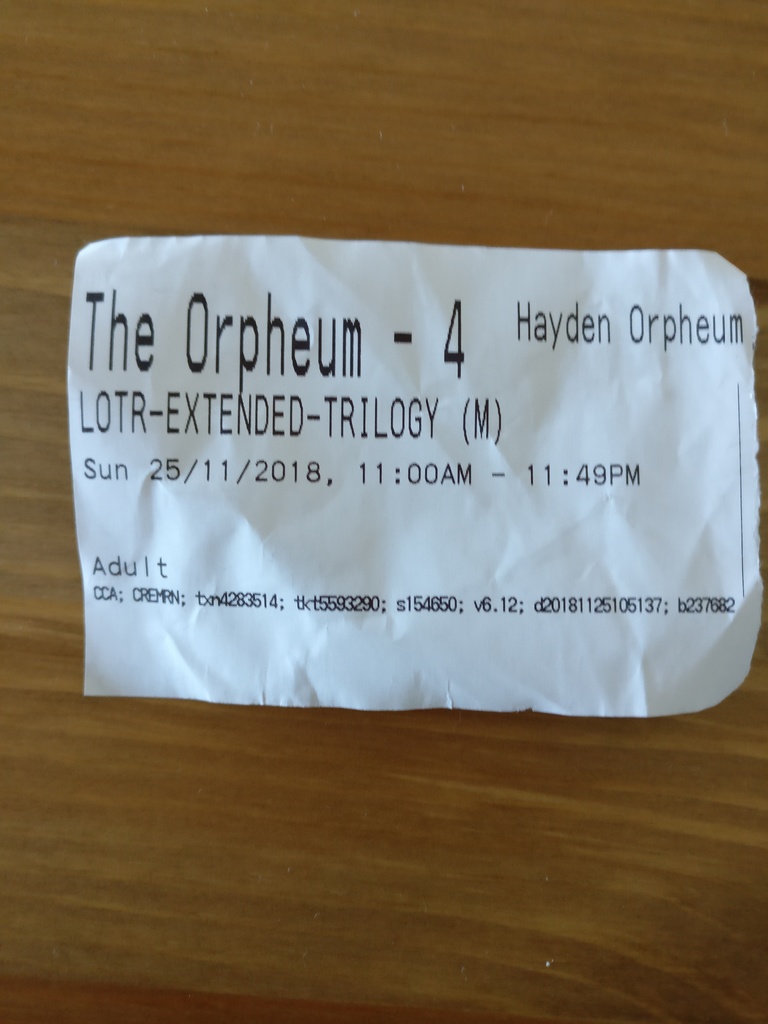 The Orpheum - 4 Hayden Orpheum
LOTR-EXTENDED-TRILOGY (M)
Sun 25/11/2018, 11:00AM - 11:49PM
Adult
CCA; CREMRN; txn4283514; tkt5593290; s154650; v6.12; d20181125105137; b237682